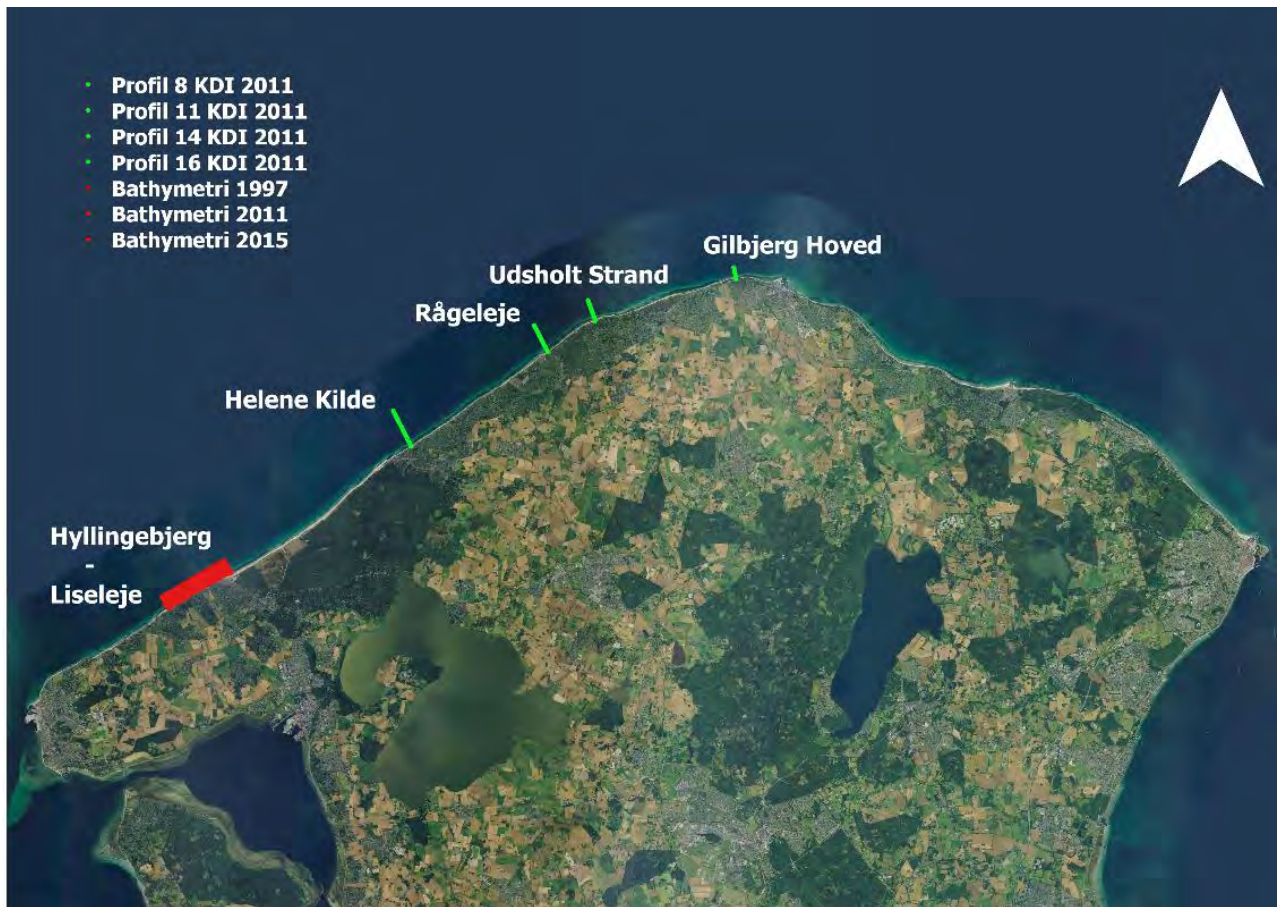 Profil 8 KDI 2011
Profil 11 KDI 2011
Profil 14 KDI 2011
Profil 16 KDI 2011
Bathymetri 1997
Bathymetri 2011
Bathymetri 2015
Gilbjerg Hoved
Udsholt Strand
Rågeleje
Helene Kilde
Hyllingebjerg
-
Liseleje